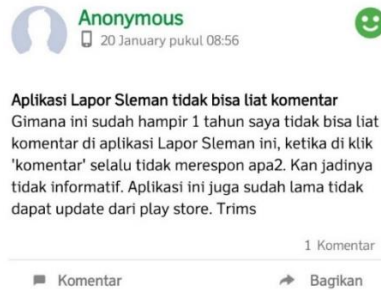 Anonymous
20 January pukul 08:56
Aplikasi Lapor Sleman tidak bisa liat komentar
Gimana ini sudah hampir 1 tahun saya tidak bisa liat
komentar di aplikasi Lapor Sleman ini, ketika di klik
'komentar' selalu tidak merespon apa2. Kan jadinya
tidak informatif. Aplikasi ini juga sudah lama tidak
dapat update dari play store. Trims
1 Komentar
Komentar
Bagikan